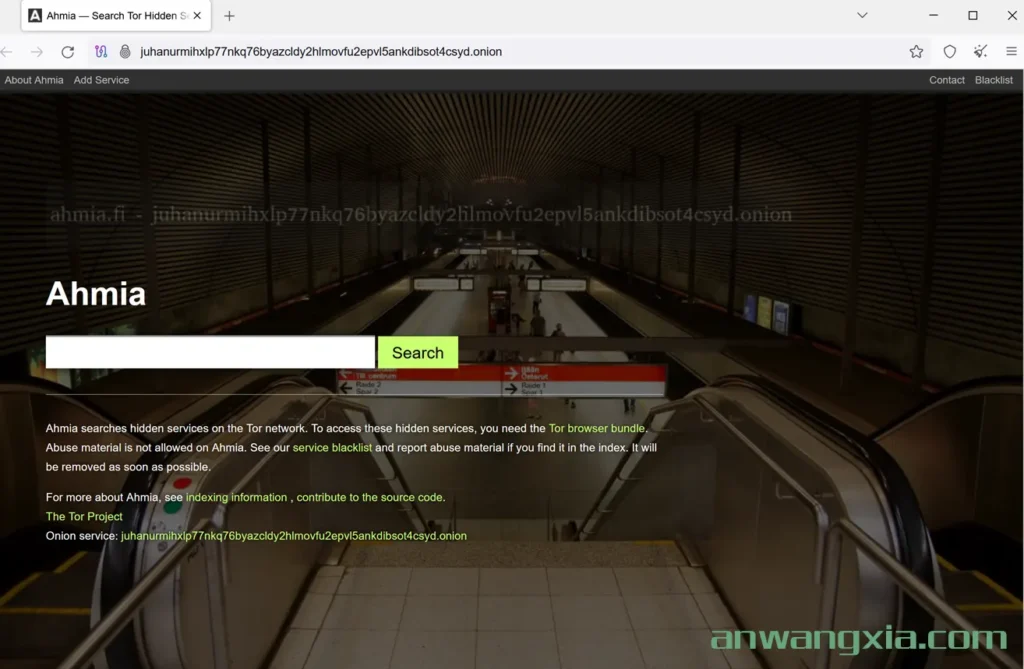 Ahmia — Search Tor Hidden S
juhanurmihxlp77nkq76byazcldy2hlmovfu2epvl5ankdibsot4csyd.onion
About Ahmia Add Service Contact Blacklist
ahmia.fi - juhanurmihxlp77nkq76byazcldy2hlmovfu2epvl5ankdibsot4csyd.onion
Ahmia
Search
Route 2 Route 1
Ahmia searches hidden services on the Tor network. To access these hidden services, you need the Tor browser bundle.
Abuse material is not allowed on Ahmia. See our service blacklist and report abuse material if you find it in the index. It will
be removed as soon as possible.
For more about Ahmia, see indexing information , contribute to the source code.
The Tor Project
Onion service: juhanurmihxlp77nkq76byazcldy2hlmovfu2epvl5ankdibsot4csyd.onion
anwangxia.com